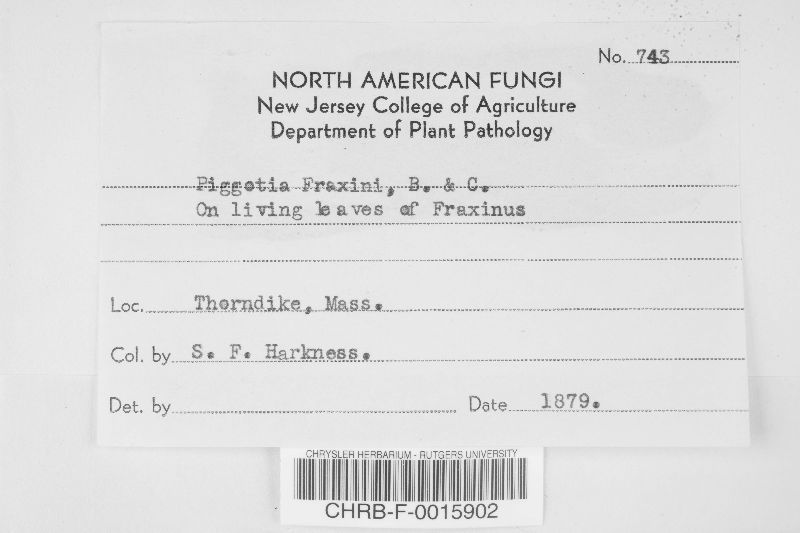 No. 743
NORTH AMERICAN FUNGI
New Jersey College of Agriculture
Department of Plant Pathology
Piggotia Fraxini, B. & C.
On living leaves of Fraxinus
Loc. Thorndike, Mass.
Col. by S. F. Harkness.
Det. by Date 1879.
CHRYSLER HERBARIUM - RUTGERS UNIVERSITY
CHRB-F-0015902